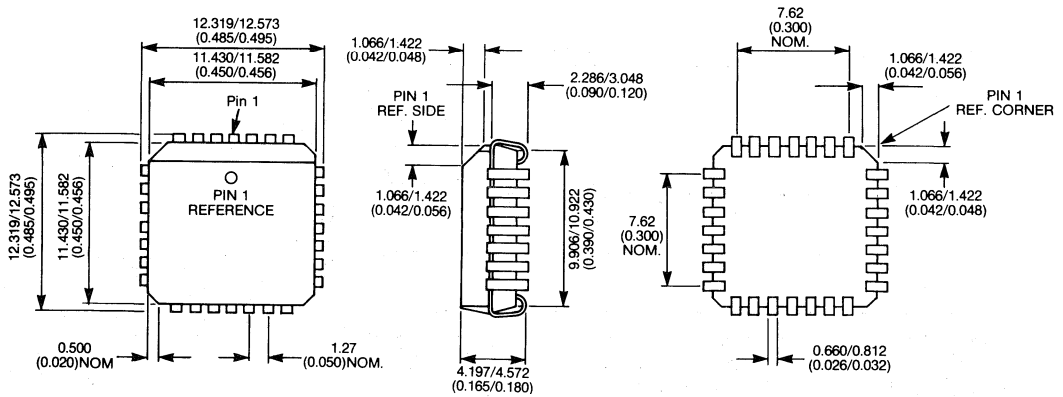 12.319/12.573
(0.485/0.495)
11.430/11.582
(0.450/0.456)
Pin 1
12.319/12.573
(0.485/0.495)
11.430/11.582
(0.450/0.456)
PIN 1
REFERENCE
0.500
(0.020)NOM
1.27
(0.050)NOM.
1.066/1.422
(0.042/0.048)
2.286/3.048
(0.090/0.120)
PIN 1
REF. SIDE
1.066/1.422
(0.042/0.056)
9.906/10.922
(0.390/0.430)
4.197/4.572
(0.165/0.180)
7.62
(0.300)
NOM.
1.066/1.422
(0.042/0.056)
PIN 1
REF. CORNER
1.066/1.422
(0.042/0.048)
7.62
(0.300)
NOM.
0.660/0.812
(0.026/0.032)